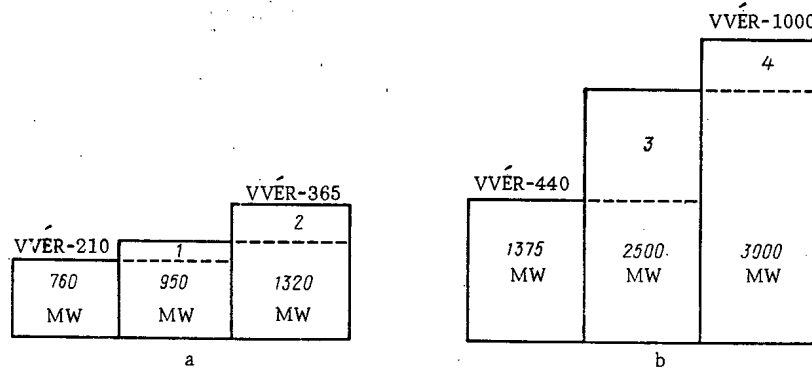 VVÉR-1000
4
3
VVÉR-440
1375 MW
2500 MW
3000 MW
b
VVÉR-365
2
VVÉR-210
1
760 MW
950 MW
1320 MW
a